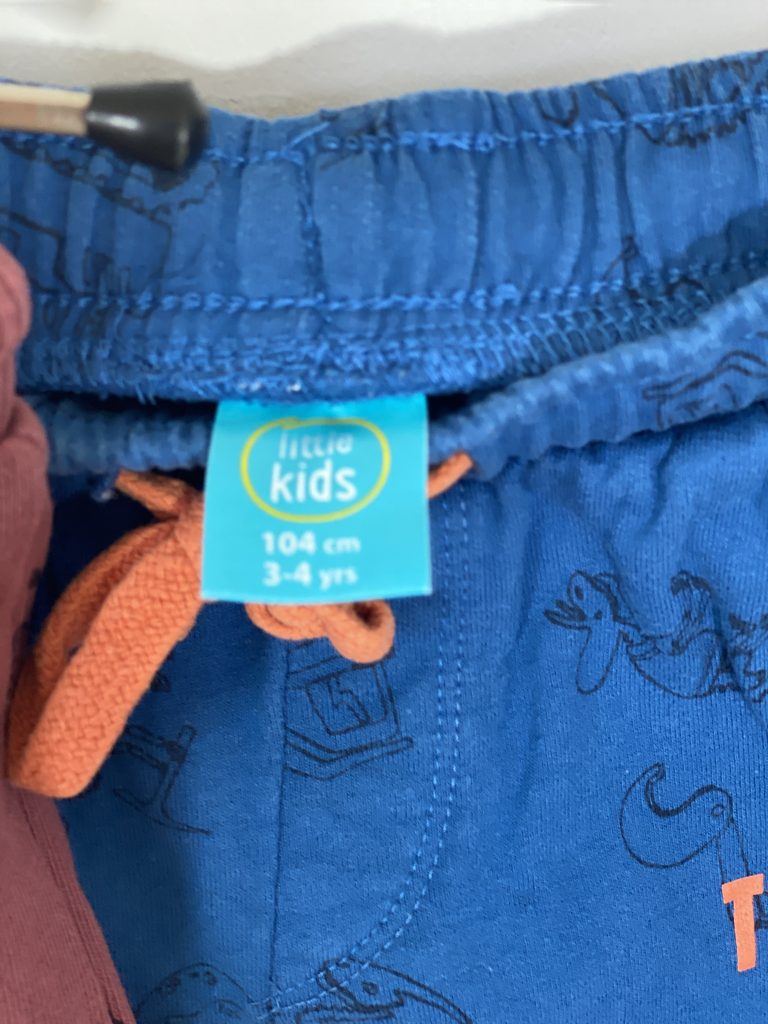 little
kids
104 cm
3-4 yrs
T